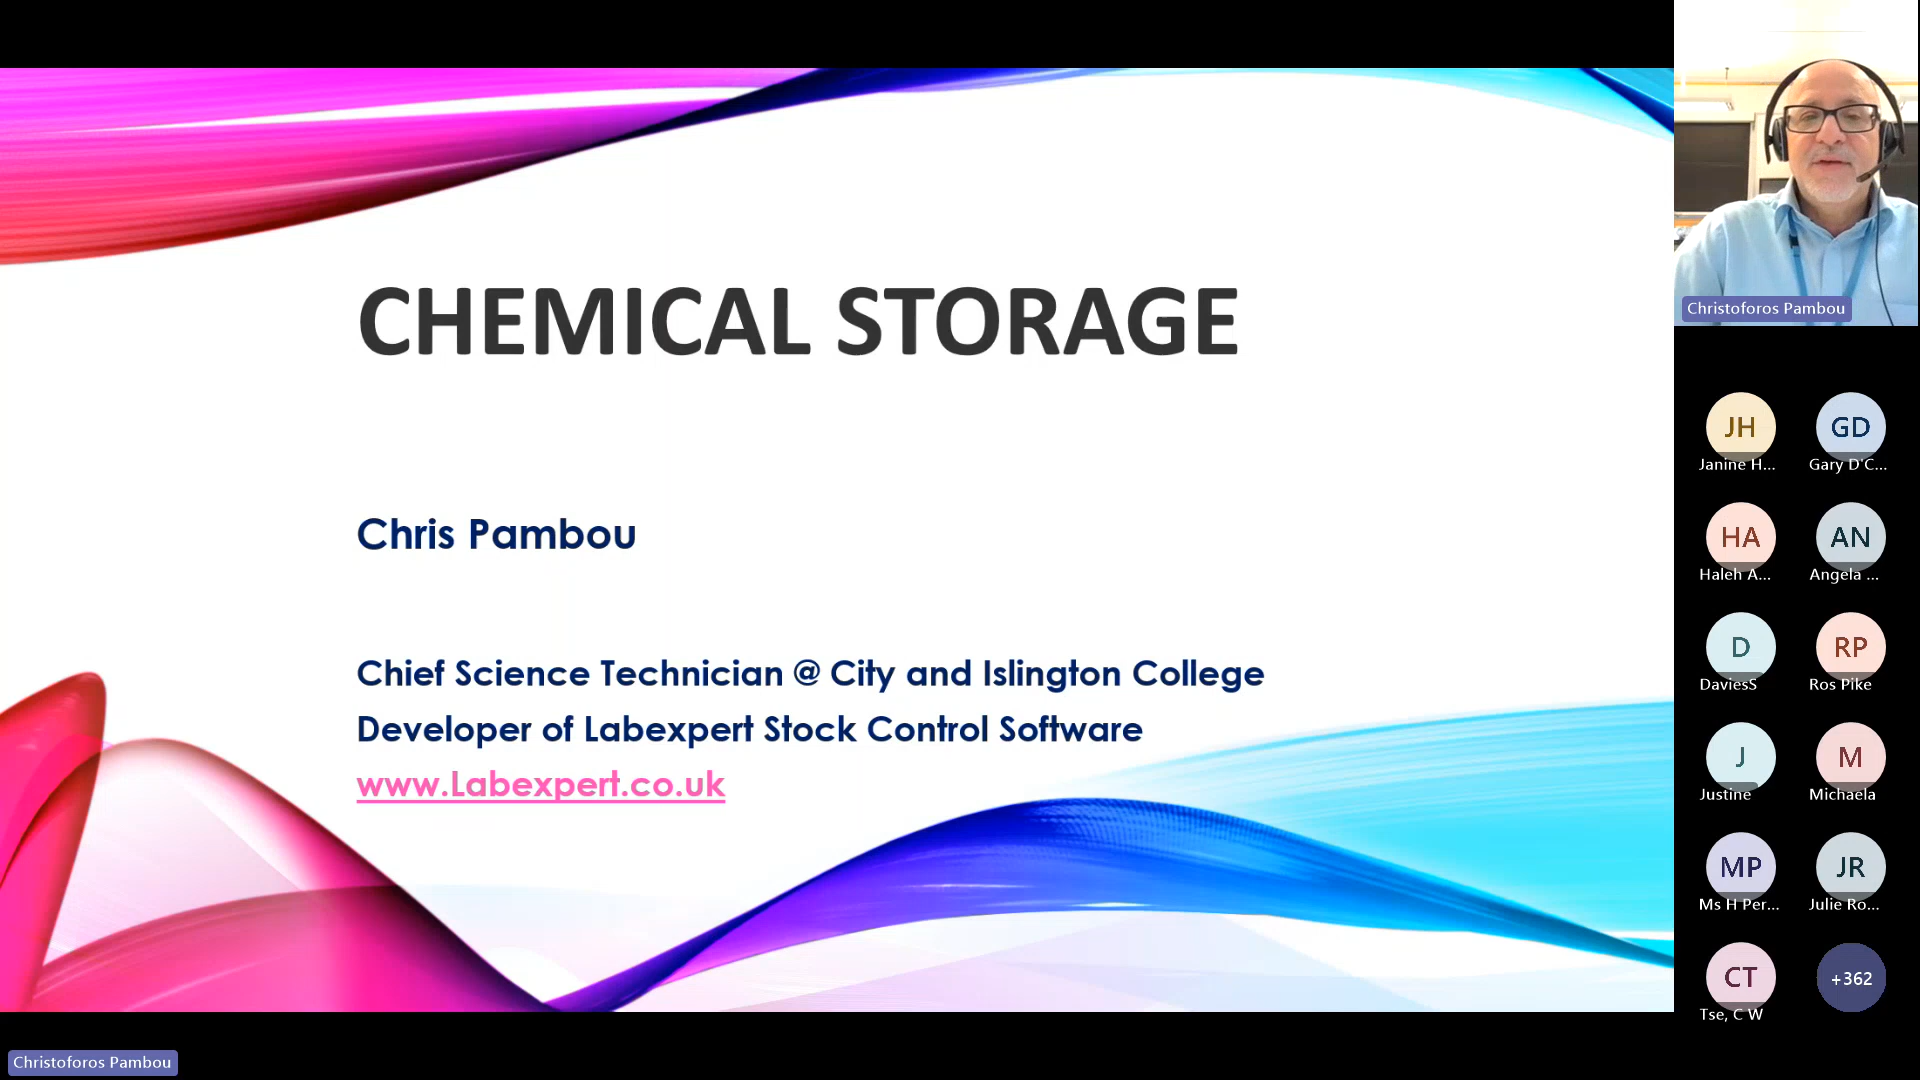 CHEMICAL STORAGE
Chris Pambou
Chief Science Technician @ City and Islington College
Developer of Labexpert Stock Control Software
www.Labexpert.co.uk
Christoforos Pambou
JH
GD
Janine H...
Gary D'C...
HA
AN
Haleh A...
Angela ...
D
RP
DaviesS
Ros Pike
J
M
Justine
Michaela
MP
JR
Ms H Per...
Julie Ro...
CT
+362
Tse, C W
Christoforos Pambou